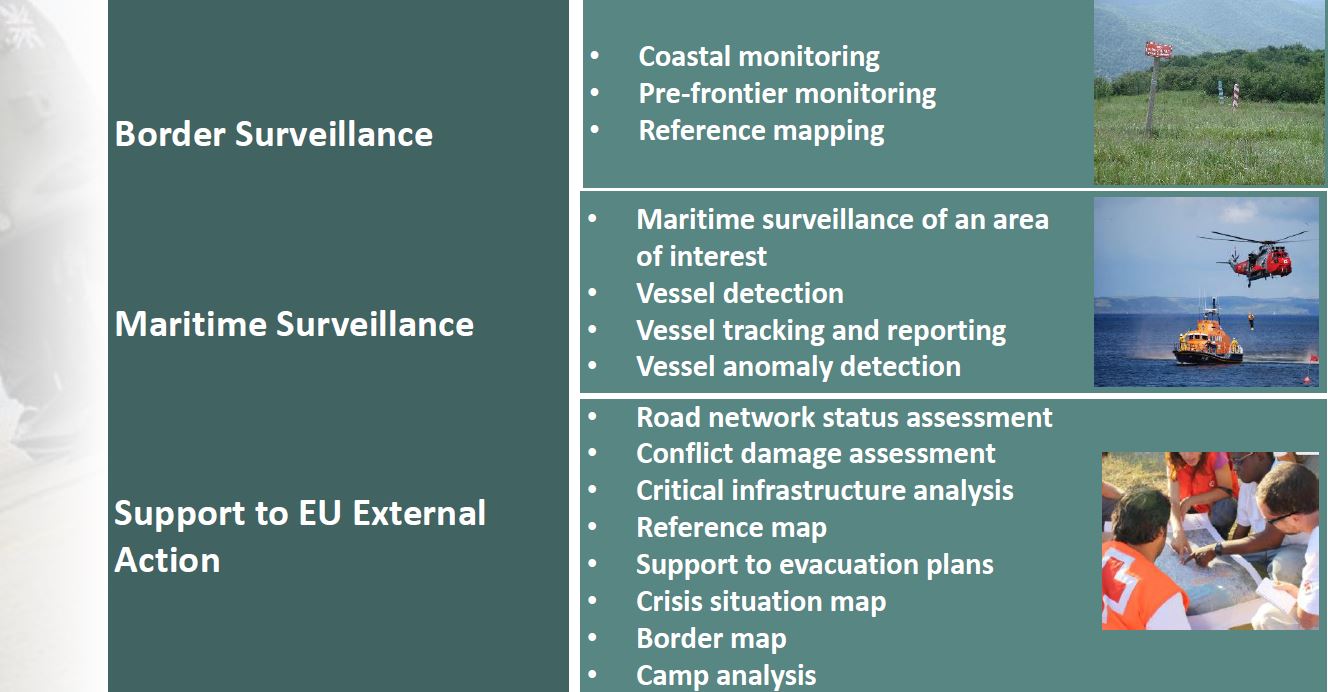 Border Surveillance
• Coastal monitoring
• Pre-frontier monitoring
• Reference mapping
Maritime Surveillance
• Maritime surveillance of an area
of interest
• Vessel detection
• Vessel tracking and reporting
• Vessel anomaly detection
Support to EU External
Action
• Road network status assessment
• Conflict damage assessment
• Critical infrastructure analysis
• Reference map
• Support to evacuation plans
• Crisis situation map
• Border map
• Camp analysis